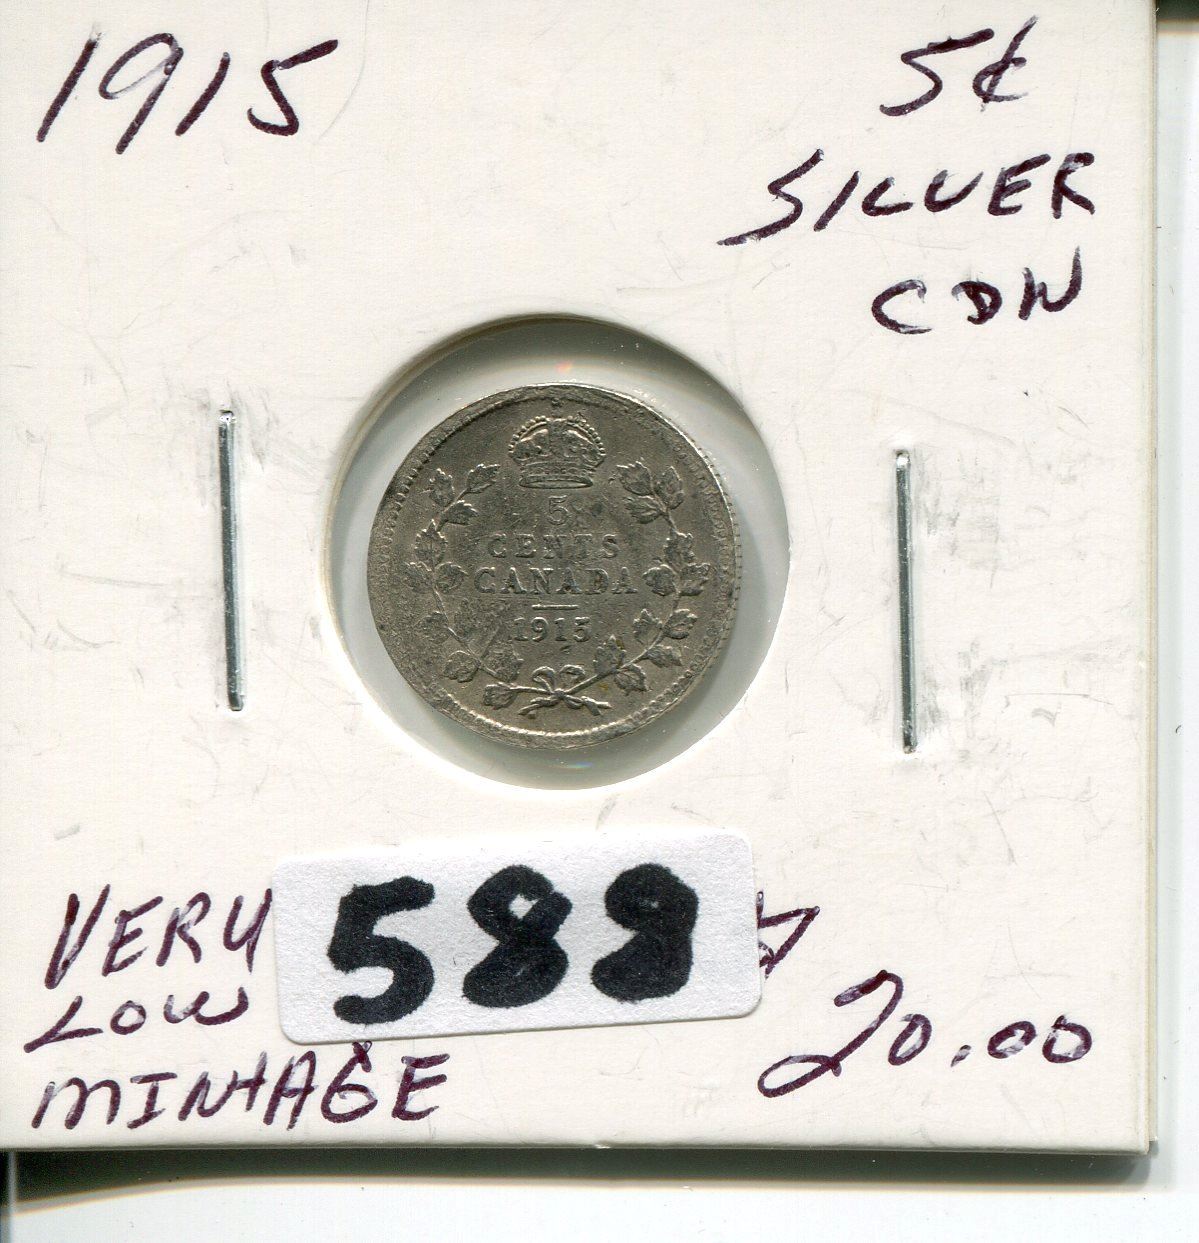 1915
5¢
SILVER
CDN
5
CENTS
CANADA
1915
VERY
LOW
MINTAGE
588
20.00